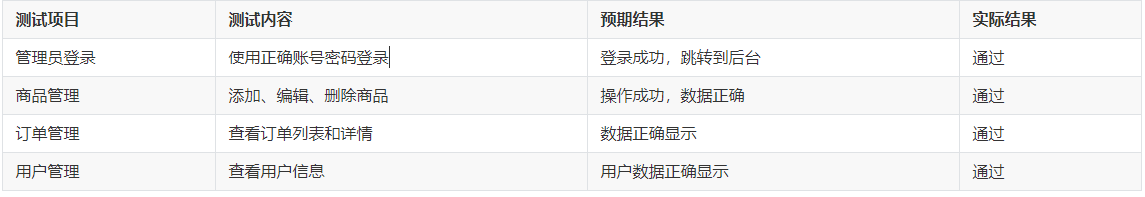 测试项目 测试内容 预期结果 实际结果
管理员登录 使用正确账号密码登录 登录成功，跳转到后台 通过
商品管理 添加、编辑、删除商品 操作成功，数据正确 通过
订单管理 查看订单列表和详情 数据正确显示 通过
用户管理 查看用户信息 用户数据正确显示 通过